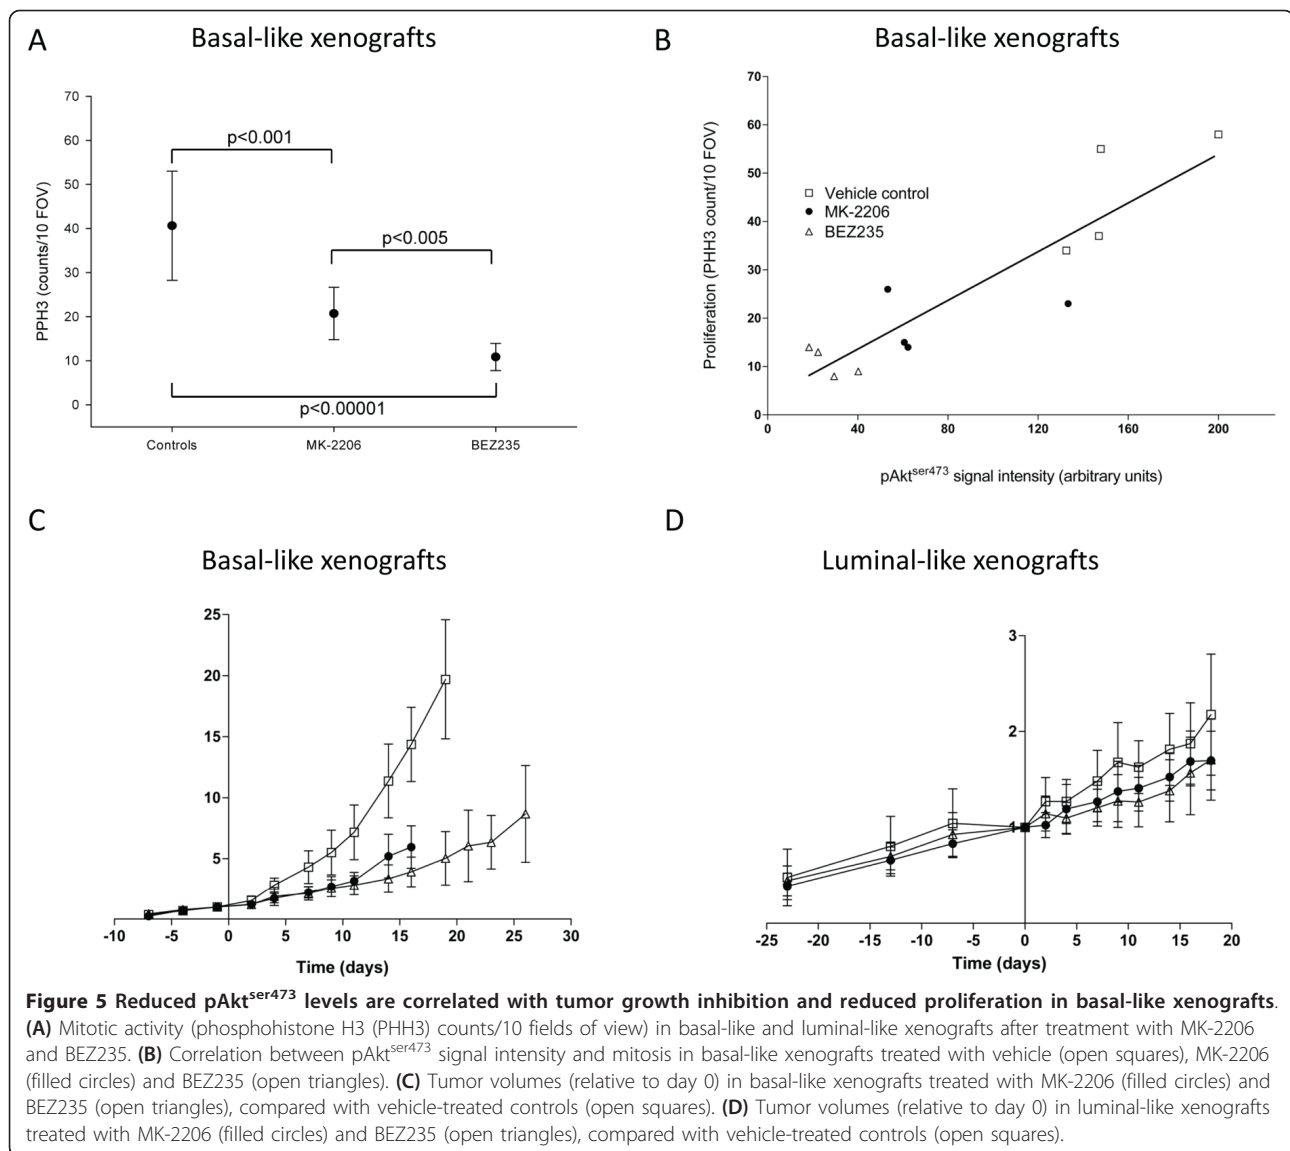 A
Basal-like xenografts
70
60
50
40
30
20
10
0
PPH3 (counts/10 FOV)
p<0.001
p<0.005
p<0.00001
Controls
MK-2206
BEZ235
B
Basal-like xenografts
70
60
50
40
30
20
10
0
Proliferation (PHH3 count/10 FOV)
Vehicle control
MK-2206
BEZ235
0
40
80
120
160
200
pAktser473 signal intensity (arbitrary units)
C
Basal-like xenografts
25
20
15
10
5
-10
-5
0
5
10
15
20
25
30
Time (days)
D
Luminal-like xenografts
3
2
1
-25
-20
-15
-10
-5
0
5
10
15
20
Time (days)
Figure 5 Reduced pAktser473 levels are correlated with tumor growth inhibition and reduced proliferation in basal-like xenografts.
(A) Mitotic activity (phosphohistone H3 (PHH3) counts/10 fields of view) in basal-like and luminal-like xenografts after treatment with MK-2206
and BEZ235. (B) Correlation between pAktser473 signal intensity and mitosis in basal-like xenografts treated with vehicle (open squares), MK-2206
(filled circles) and BEZ235 (open triangles). (C) Tumor volumes (relative to day 0) in basal-like xenografts treated with MK-2206 (filled circles) and
BEZ235 (open triangles), compared with vehicle-treated controls (open squares). (D) Tumor volumes (relative to day 0) in luminal-like xenografts
treated with MK-2206 (filled circles) and BEZ235 (open triangles), compared with vehicle-treated controls (open squares).